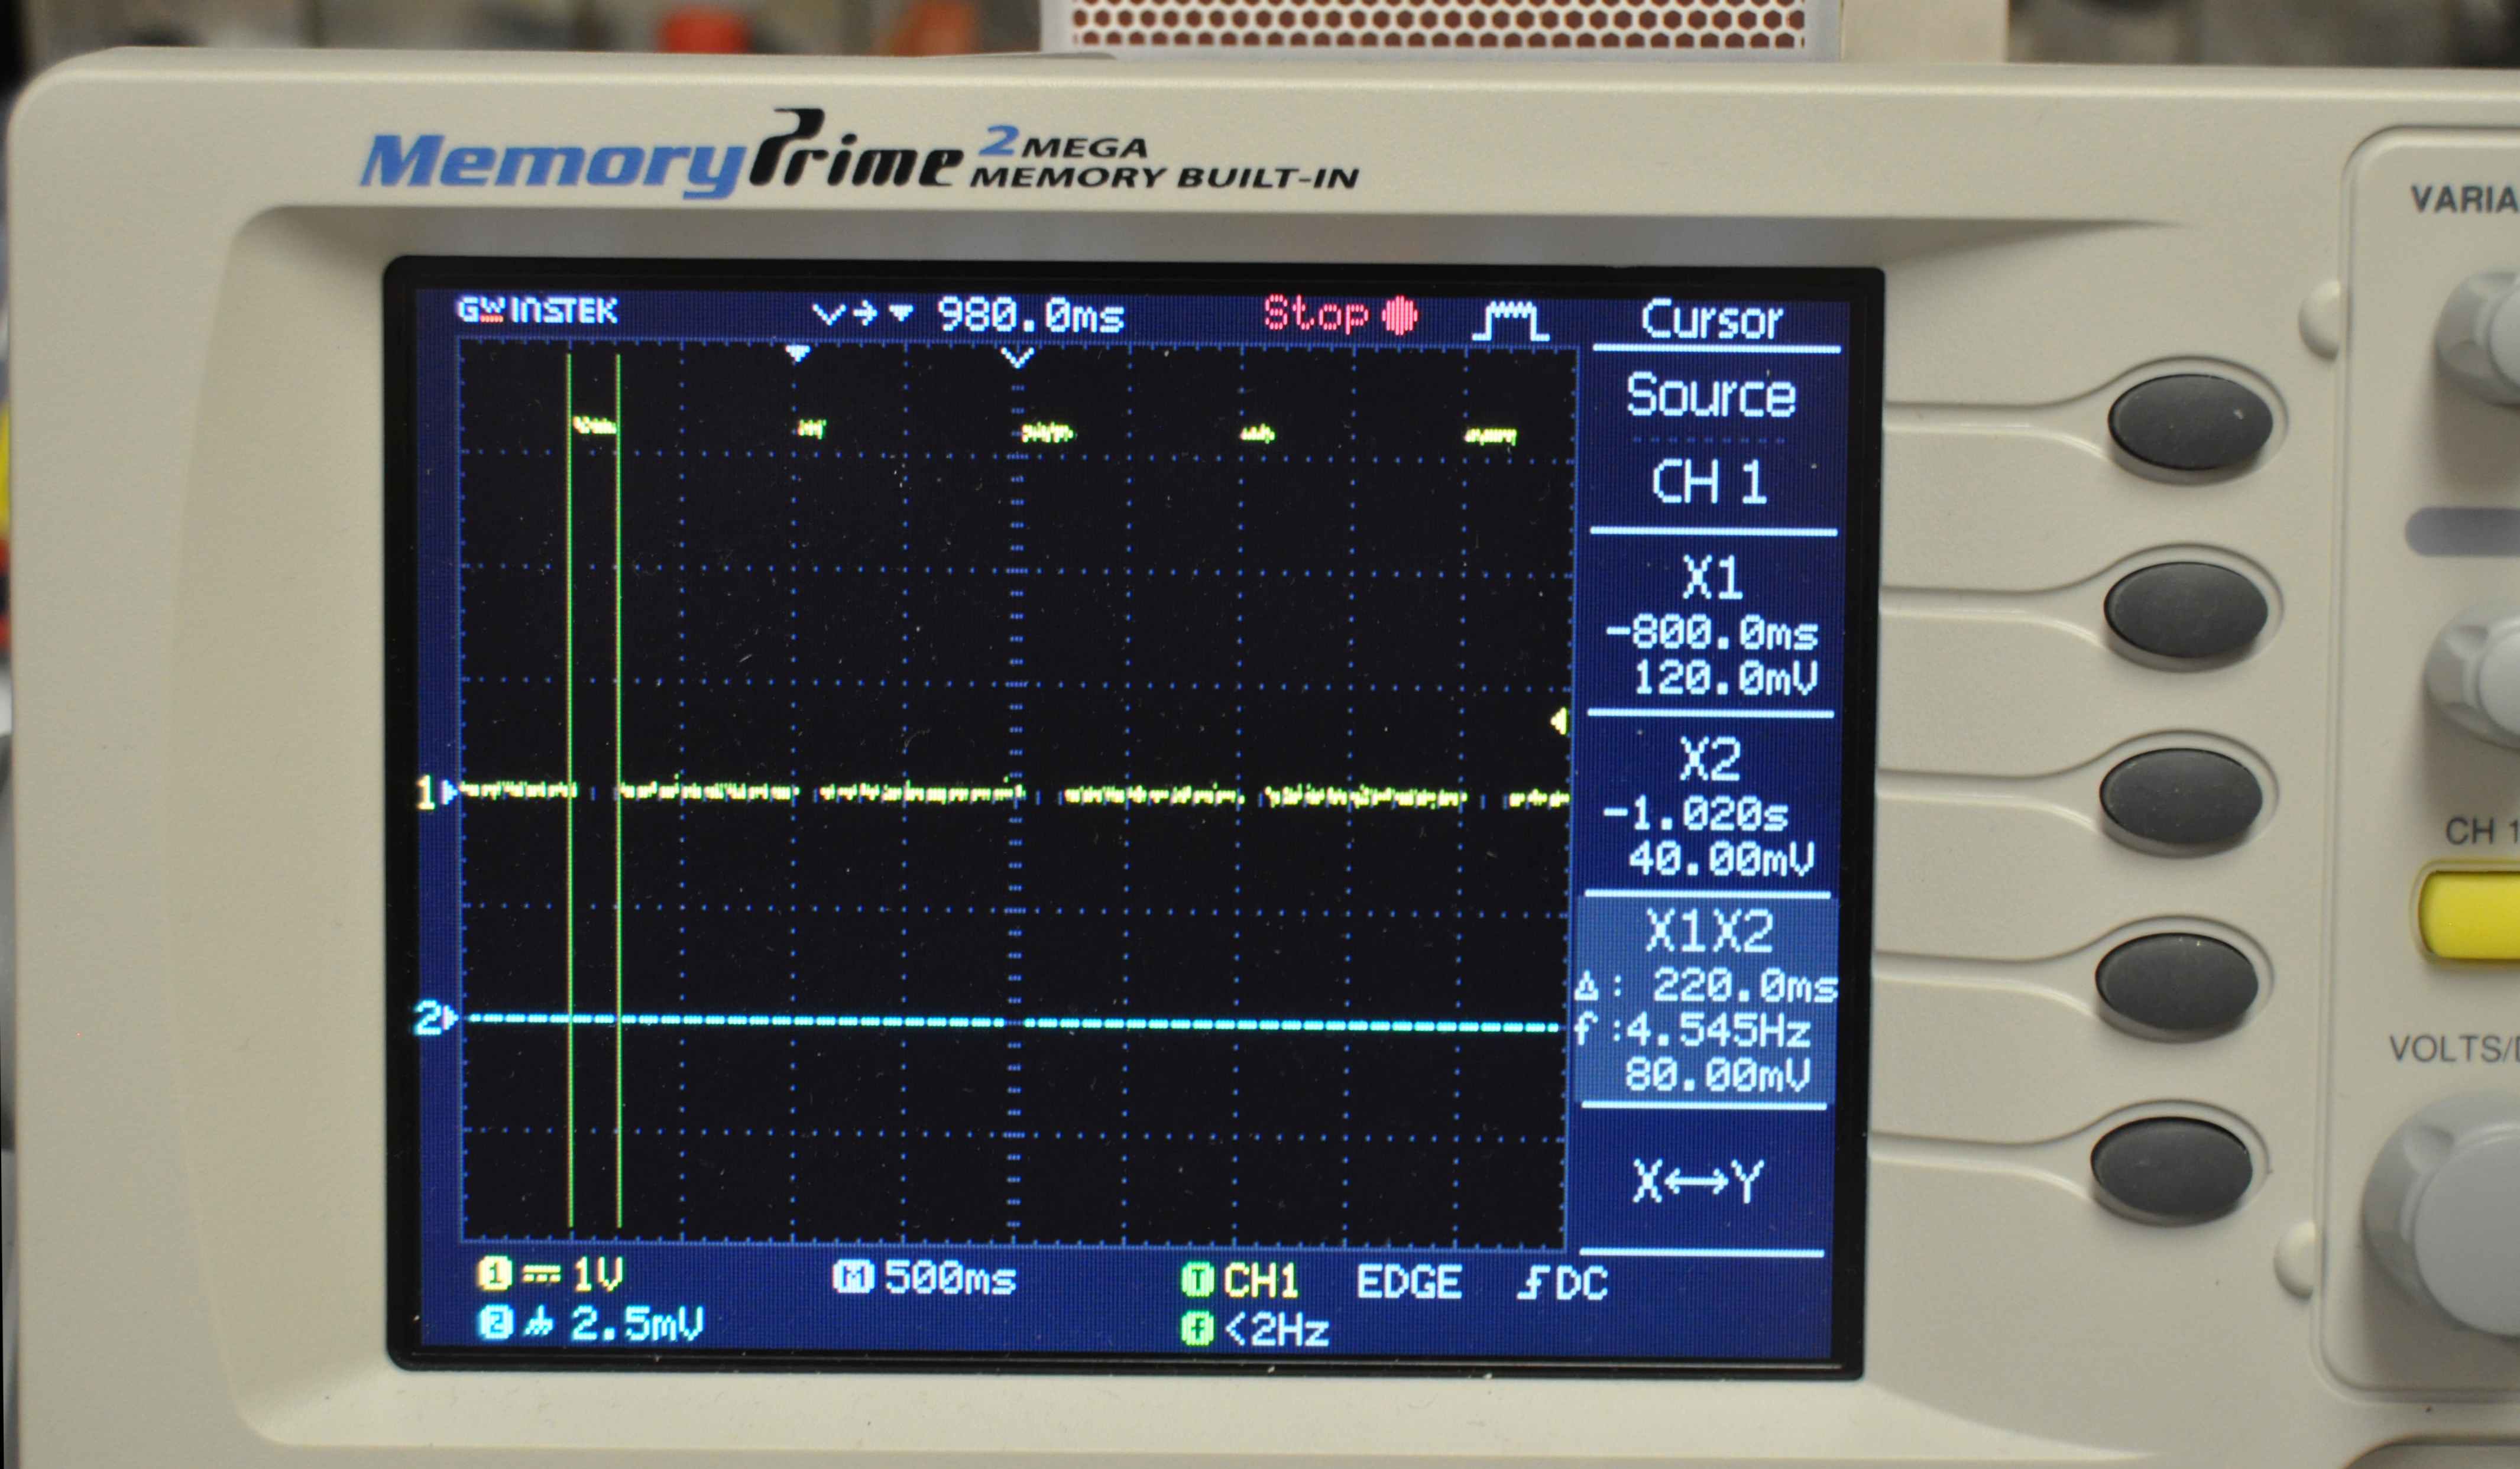 MemoryPrime 2 MEGA
MEMORY BUILT-IN
VARIA
GW INSTEK 980.0ms Stop Cursor
Source
CH 1
X1
-800.0ms
120.0mV
X2
-1.020s
40.00mV
X1X2
Δ: 220.0ms
f:4.545Hz
80.00mV
X↔Y
1
2
1 1V M 500ms T CH1 EDGE DC
2 2.5mV f <2Hz
CH 1
VOLTS/